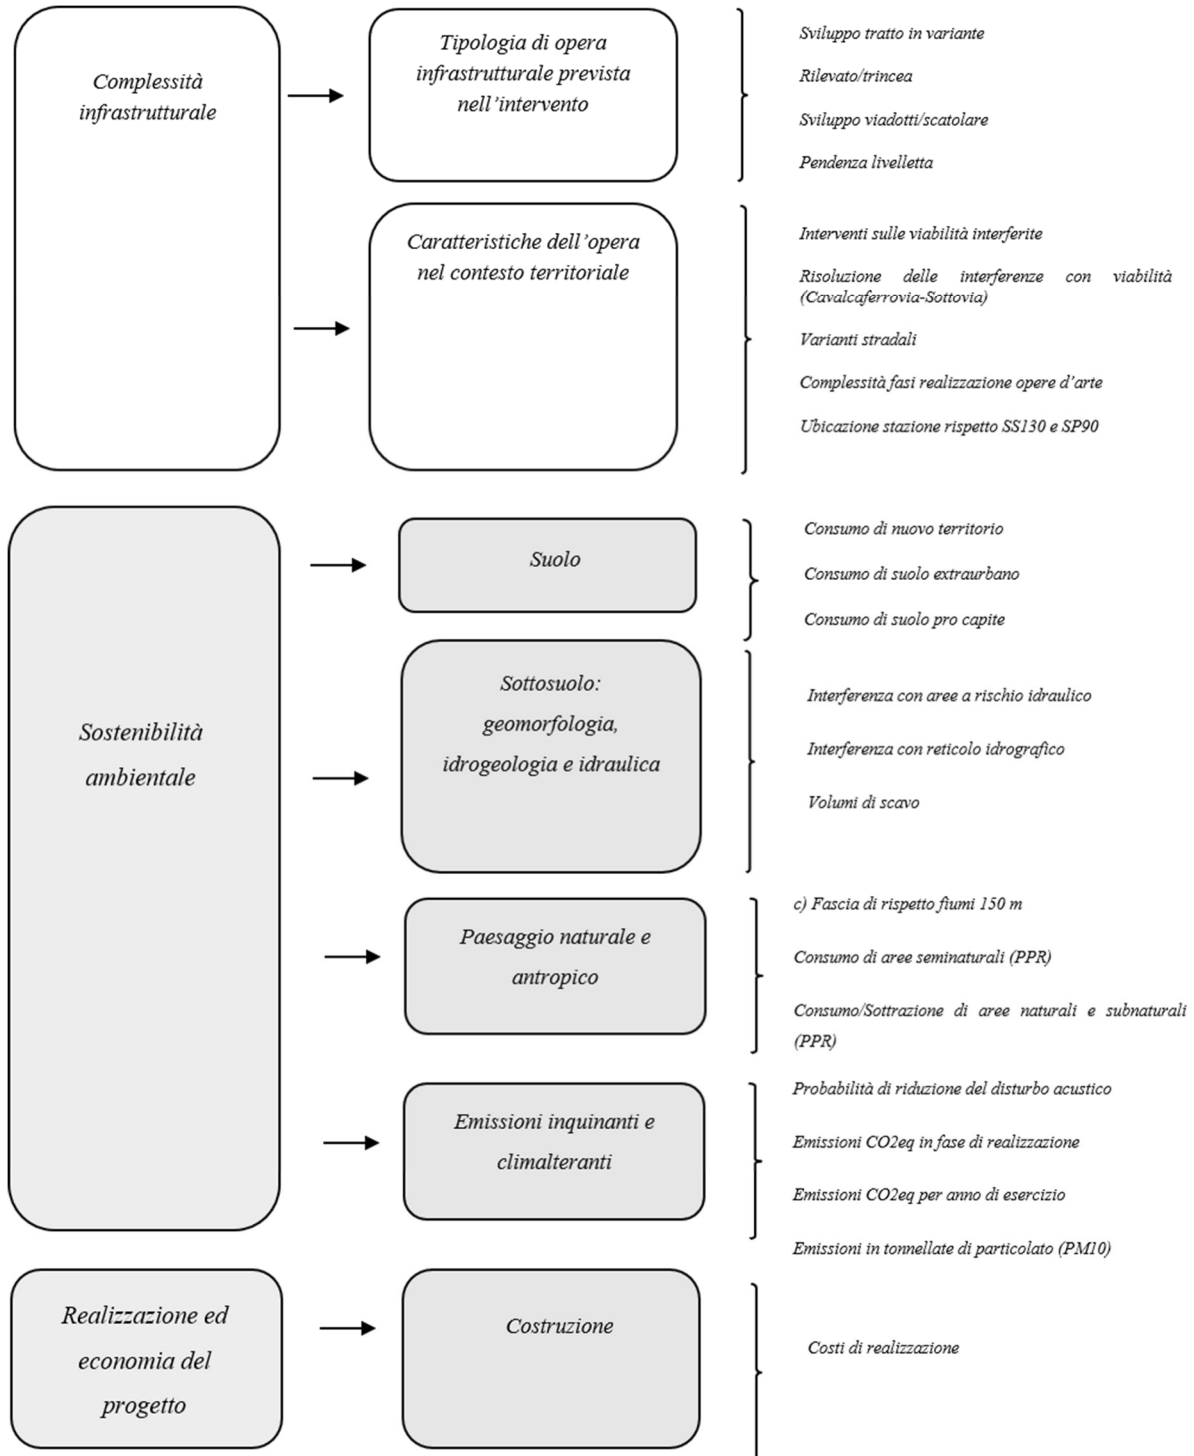 Complessità
infrastrutturale
Tipologia di opera
infrastrutturale prevista
nell’intervento
Sviluppo tratto in variante
Rilevato/trincea
Sviluppo viadotti/scatolare
Pendenza livelletta
Caratteristiche dell’opera
nel contesto territoriale
Interventi sulle viabilità interferite
Risoluzione delle interferenze con viabilità
(Cavalcaferrovia-Sottovia)
Varianti stradali
Complessità fasi realizzazione opere d’arte
Ubicazione stazione rispetto SS130 e SP90
Sostenibilità
ambientale
Suolo
Consumo di nuovo territorio
Consumo di suolo extraurbano
Consumo di suolo pro capite
Sottosuolo:
geomorfologia,
idrogeologia e idraulica
Interferenza con aree a rischio idraulico
Interferenza con reticolo idrografico
Volumi di scavo
Paesaggio naturale e
antropico
c) Fascia di rispetto fiumi 150 m
Consumo di aree seminaturali (PPR)
Consumo/Sottrazione di aree naturali e subnaturali
(PPR)
Emissioni inquinanti e
climalteranti
Probabilità di riduzione del disturbo acustico
Emissioni CO2eq in fase di realizzazione
Emissioni CO2eq per anno di esercizio
Emissioni in tonnellate di particolato (PM10)
Realizzazione ed
economia del
progetto
Costruzione
Costi di realizzazione